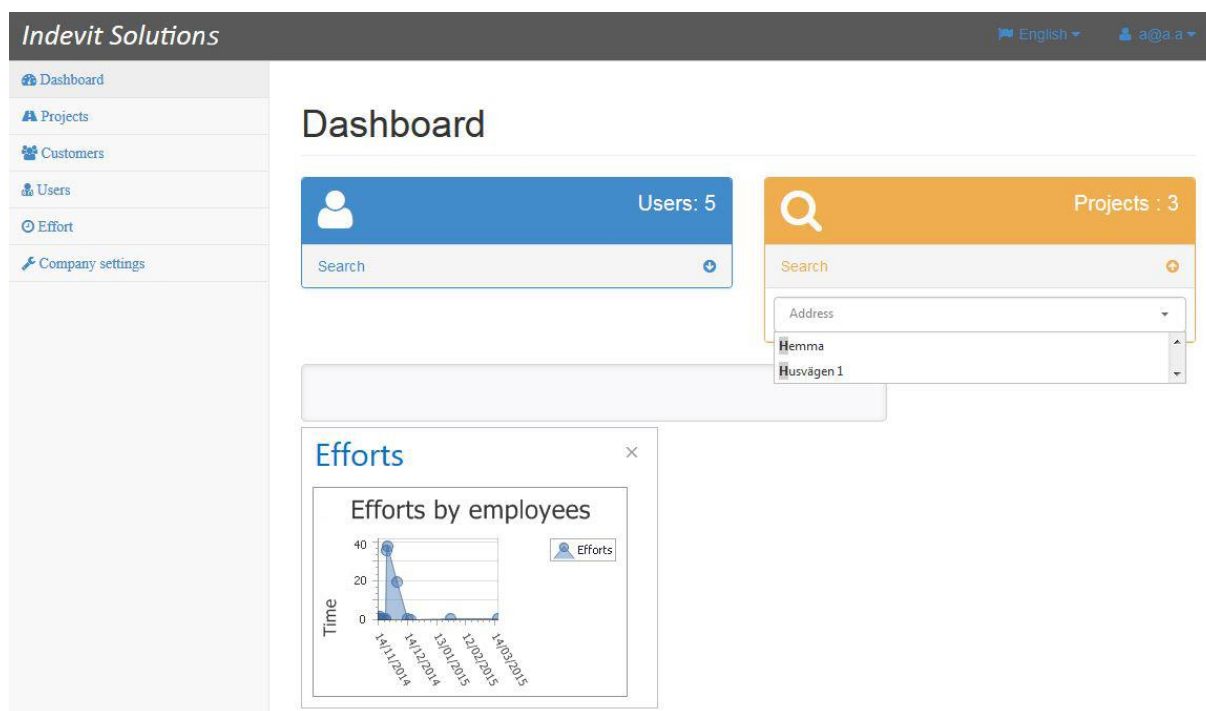 Indevit Solutions
English
a@a.a
Dashboard
Projects
Customers
Users
Effort
Company settings
Dashboard
Users: 5
Search
Projects : 3
Search
Address
Hemma
Husvägen 1
Efforts
Efforts by employees
Efforts
Time
40
20
0
14/11/2014
14/12/2014
13/01/2015
12/02/2015
14/03/2015